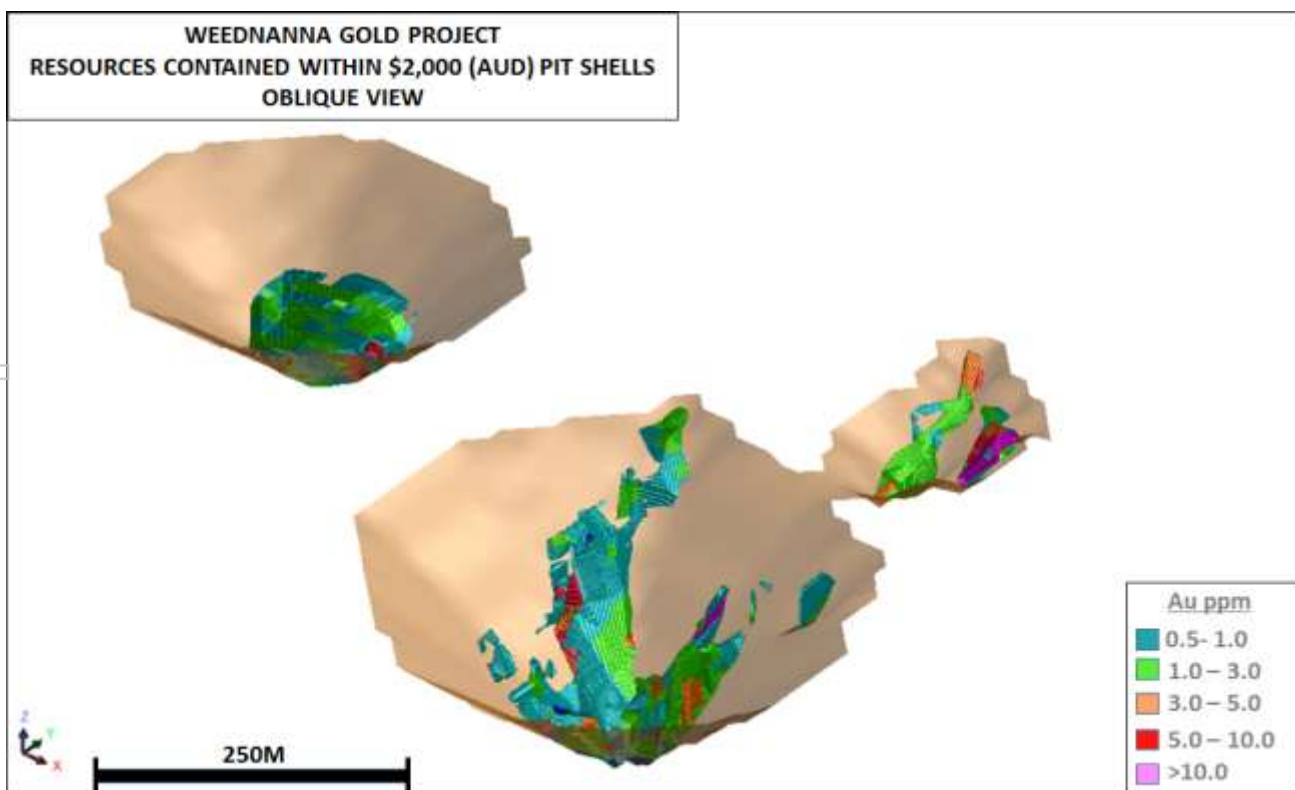 WEEDNANNA GOLD PROJECT
RESOURCES CONTAINED WITHIN $2,000 (AUD) PIT SHELLS
OBLIQUE VIEW
Au ppm
0.5- 1.0
1.0 – 3.0
3.0 – 5.0
5.0 – 10.0
>10.0
Z
Y
X
250M